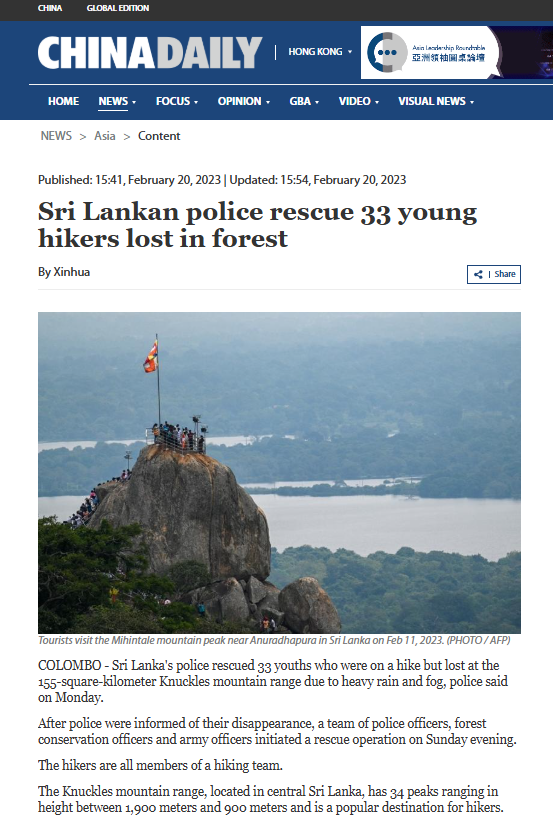 CHINA GLOBAL EDITION
CHINADAILY HONG KONG
Asia Leadership Roundtable
亞洲領袖圓桌論壇
HOME NEWS FOCUS OPINION GBA VIDEO VISUAL NEWS
NEWS > Asia > Content
Published: 15:41, February 20, 2023 | Updated: 15:54, February 20, 2023
Sri Lankan police rescue 33 young
hikers lost in forest
By Xinhua
Share
Tourists visit the Mihintale mountain peak near Anuradhapura in Sri Lanka on Feb 11, 2023. (PHOTO / AFP)
COLOMBO - Sri Lanka's police rescued 33 youths who were on a hike but lost at the
155-square-kilometer Knuckles mountain range due to heavy rain and fog, police said
on Monday.
After police were informed of their disappearance, a team of police officers, forest
conservation officers and army officers initiated a rescue operation on Sunday evening.
The hikers are all members of a hiking team.
The Knuckles mountain range, located in central Sri Lanka, has 34 peaks ranging in
height between 1,900 meters and 900 meters and is a popular destination for hikers.